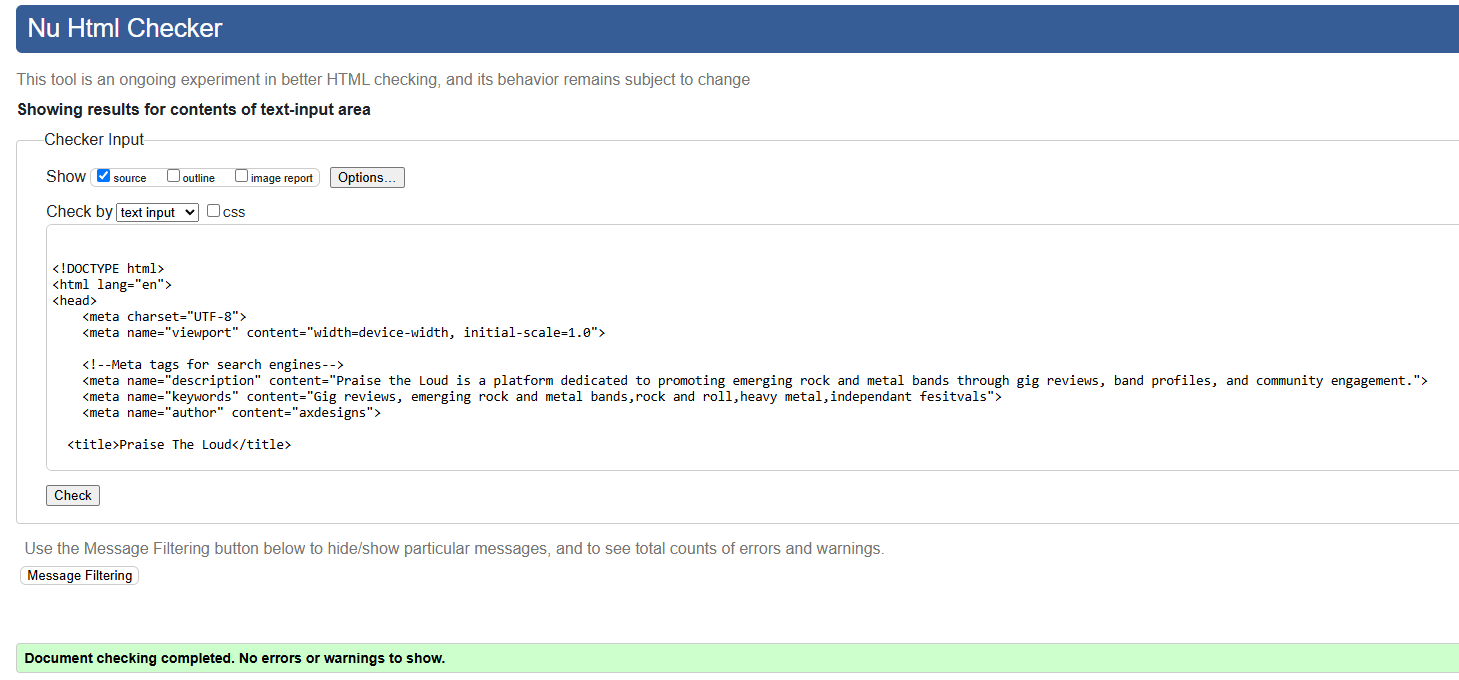 Nu Html Checker
This tool is an ongoing experiment in better HTML checking, and its behavior remains subject to change
Showing results for contents of text-input area
Checker Input
Show source outline image report Options...
Check by text input css
<!DOCTYPE html>
<html lang="en">
<head>
<meta charset="UTF-8">
<meta name="viewport" content="width=device-width, initial-scale=1.0">
<!--Meta tags for search engines-->
<meta name="description" content="Praise the Loud is a platform dedicated to promoting emerging rock and metal bands through gig reviews, band profiles, and community engagement.">
<meta name="keywords" content="Gig reviews, emerging rock and metal bands,rock and roll,heavy metal,independant fesitvals">
<meta name="author" content="axdesigns">
<title>Praise The Loud</title>
Check
Use the Message Filtering button below to hide/show particular messages, and to see total counts of errors and warnings.
Message Filtering
Document checking completed. No errors or warnings to show.